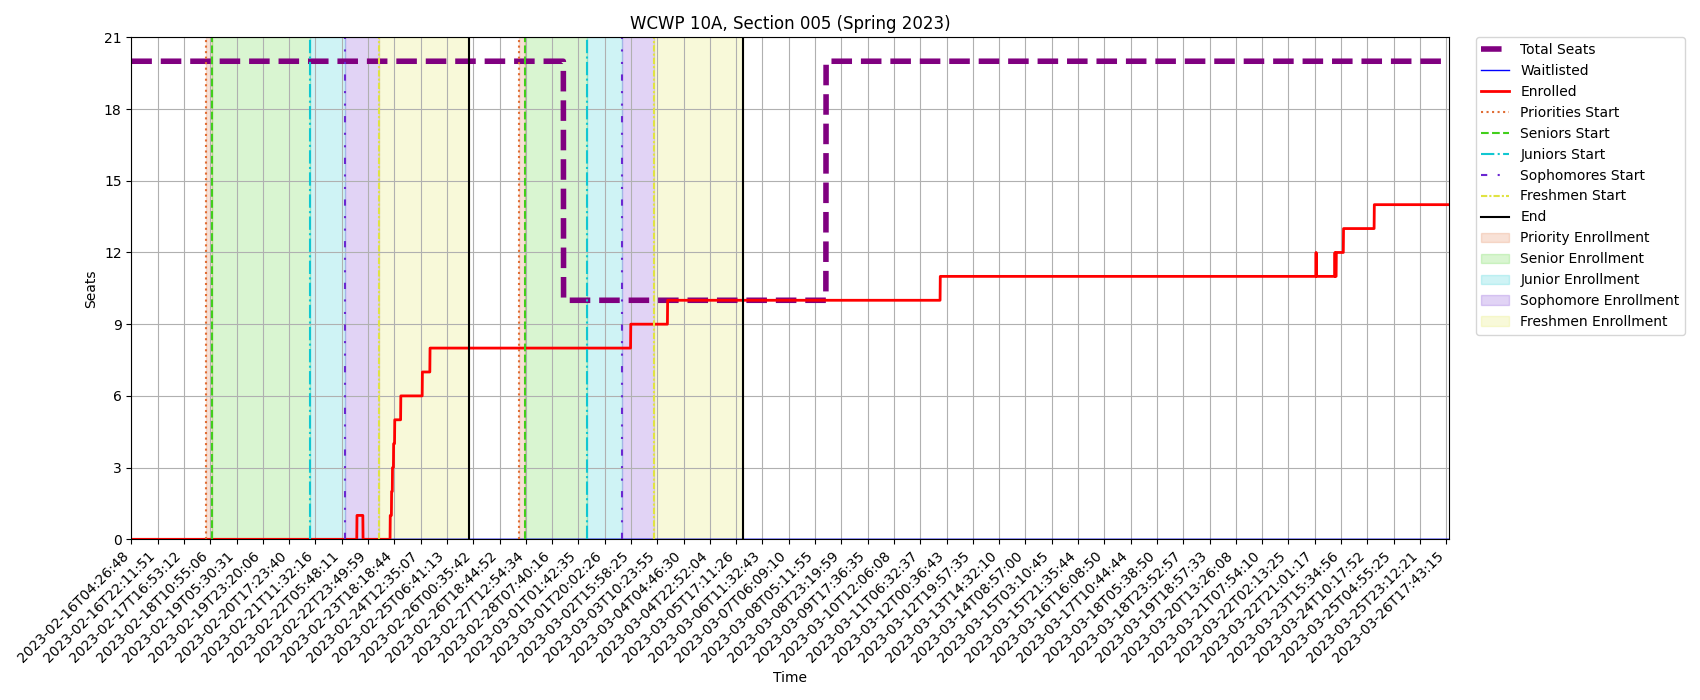 WCWP 10A, Section 005 (Spring 2023)
Seats
21
18
15
12
9
6
3
0
2023-02-16T04:26:48
2023-02-16T22:11:51
2023-02-17T16:53:12
2023-02-18T10:55:06
2023-02-19T05:30:31
2023-02-19T23:20:06
2023-02-20T17:23:40
2023-02-21T11:32:16
2023-02-22T05:48:11
2023-02-22T23:49:59
2023-02-23T18:18:44
2023-02-24T12:35:07
2023-02-25T06:41:13
2023-02-26T00:35:42
2023-02-26T18:44:52
2023-02-27T12:54:34
2023-02-28T07:40:16
2023-03-01T01:42:35
2023-03-01T20:02:26
2023-03-02T15:58:25
2023-03-03T10:23:55
2023-03-04T04:46:30
2023-03-04T22:52:04
2023-03-05T17:11:26
2023-03-06T11:32:43
2023-03-07T06:09:10
2023-03-08T05:11:55
2023-03-08T23:19:59
2023-03-09T17:36:35
2023-03-10T12:06:08
2023-03-11T06:32:37
2023-03-12T00:36:43
2023-03-12T19:57:35
2023-03-13T14:32:10
2023-03-14T08:57:00
2023-03-15T03:10:45
2023-03-15T21:35:44
2023-03-16T16:08:50
2023-03-17T10:44:44
2023-03-18T05:38:50
2023-03-18T23:52:57
2023-03-19T18:57:33
2023-03-20T13:26:08
2023-03-21T07:54:10
2023-03-22T02:13:25
2023-03-22T21:01:17
2023-03-23T15:34:56
2023-03-24T10:17:52
2023-03-25T04:55:25
2023-03-25T23:12:21
2023-03-26T17:43:15
Time
Total Seats
Waitlisted
Enrolled
Priorities Start
Seniors Start
Juniors Start
Sophomores Start
Freshmen Start
End
Priority Enrollment
Senior Enrollment
Junior Enrollment
Sophomore Enrollment
Freshmen Enrollment